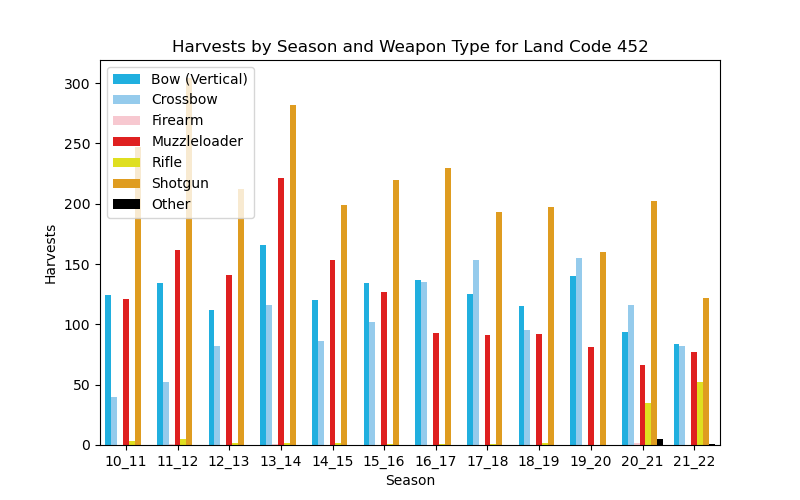 Harvests by Season and Weapon Type for Land Code 452
Harvests
300
250
200
150
100
50
0
Bow (Vertical)
Crossbow
Firearm
Muzzleloader
Rifle
Shotgun
Other
10_11 11_12 12_13 13_14 14_15 15_16 16_17 17_18 18_19 19_20 20_21 21_22
Season